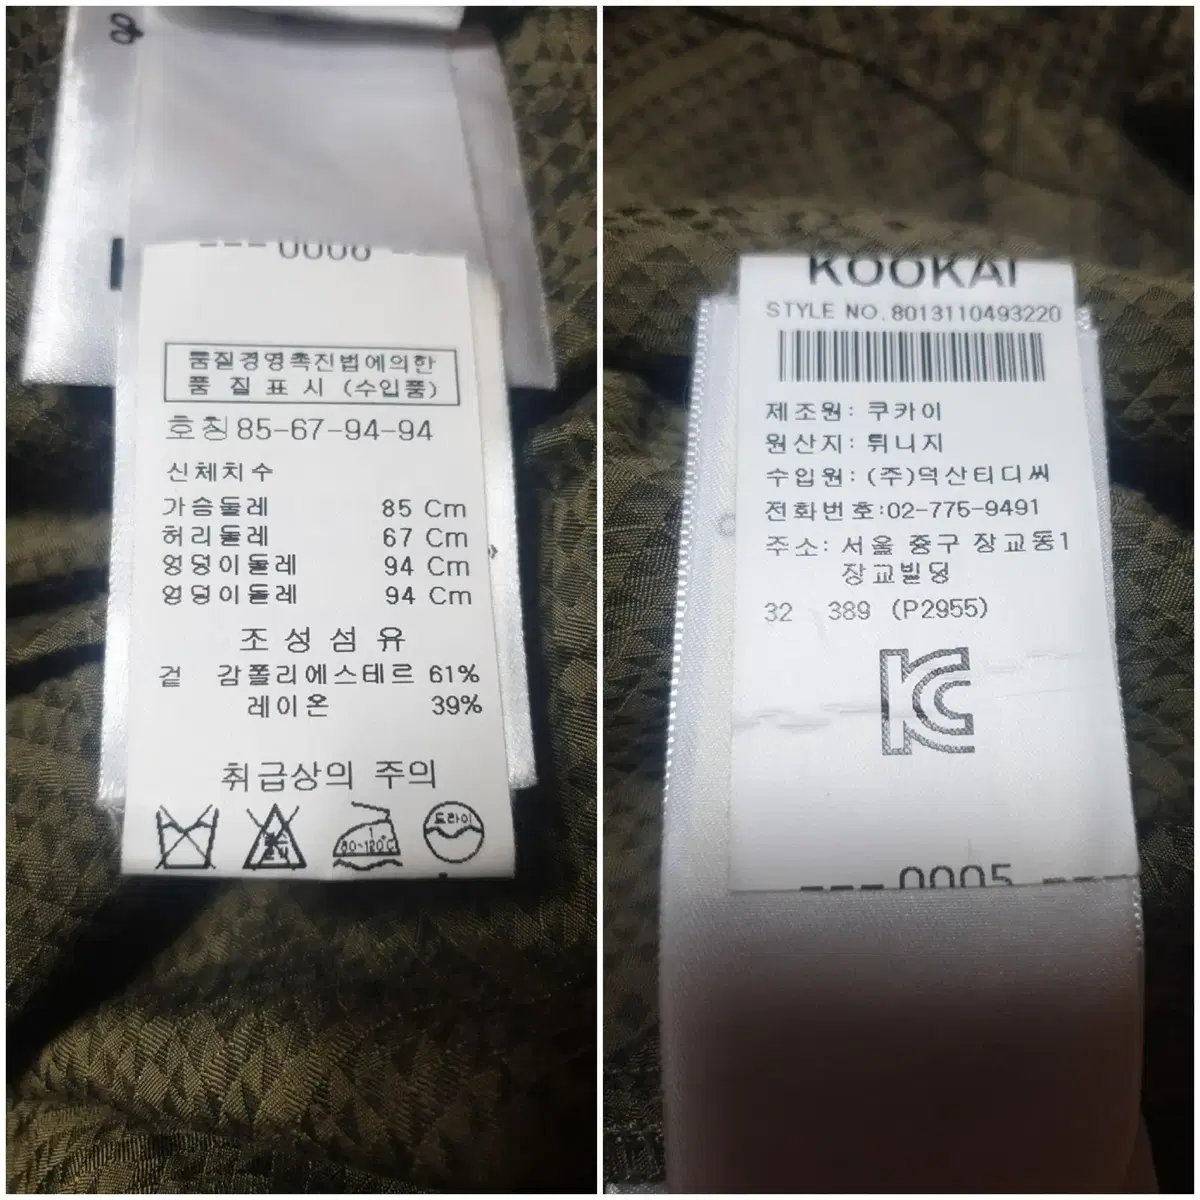 0006
품질경영촉진법에의한
품 질 표 시 (수입품)
호칭 85-67-94-94
신체치수
가슴둘레 85 Cm
허리둘레 67 Cm
엉덩이둘레 94 Cm
엉덩이둘레 94 Cm
조 성 섬 유
겉 감폴리에스테르 61%
레이온 39%
취급상의 주의
80~120℃
드라이
KOOKAI
STYLE NO. 8013110493220
제조원: 쿠카이
원산지: 튀니지
수입원: (주)덕산티디씨
전화번호:02-775-9491
주소: 서울 중구 장교동1
장교빌딩
32 389 (P2955)
0005